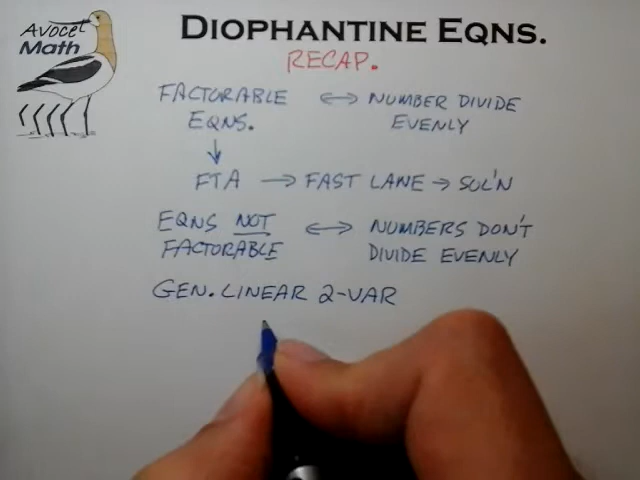 Avocet
Math
DIOPHANTINE EQNS.
RECAP.
FACTORABLE ⟷ NUMBER DIVIDE
EQNS. EVENLY
↓
FTA → FAST LANE → SOL'N
EQNS NOT ⟷ NUMBERS DON'T
FACTORABLE DIVIDE EVENLY
GEN. LINEAR 2-VAR